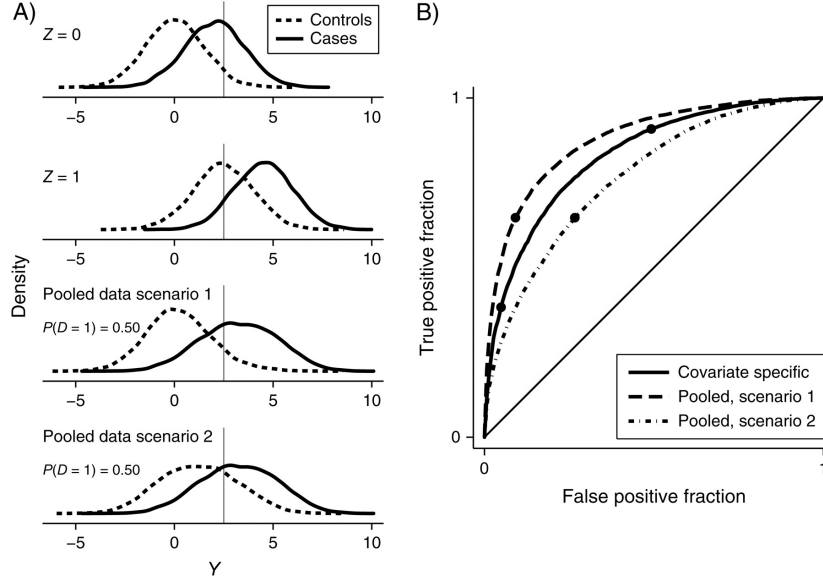 A)
Z = 0
Controls
Cases
−5 0 5 10
Z = 1
−5 0 5 10
Density
Pooled data scenario 1
P(D = 1) = 0.50
−5 0 5 10
Pooled data scenario 2
P(D = 1) = 0.50
−5 0 5 10
Y
B)
1
True positive fraction
0
Covariate specific
Pooled, scenario 1
Pooled, scenario 2
0 1
False positive fraction